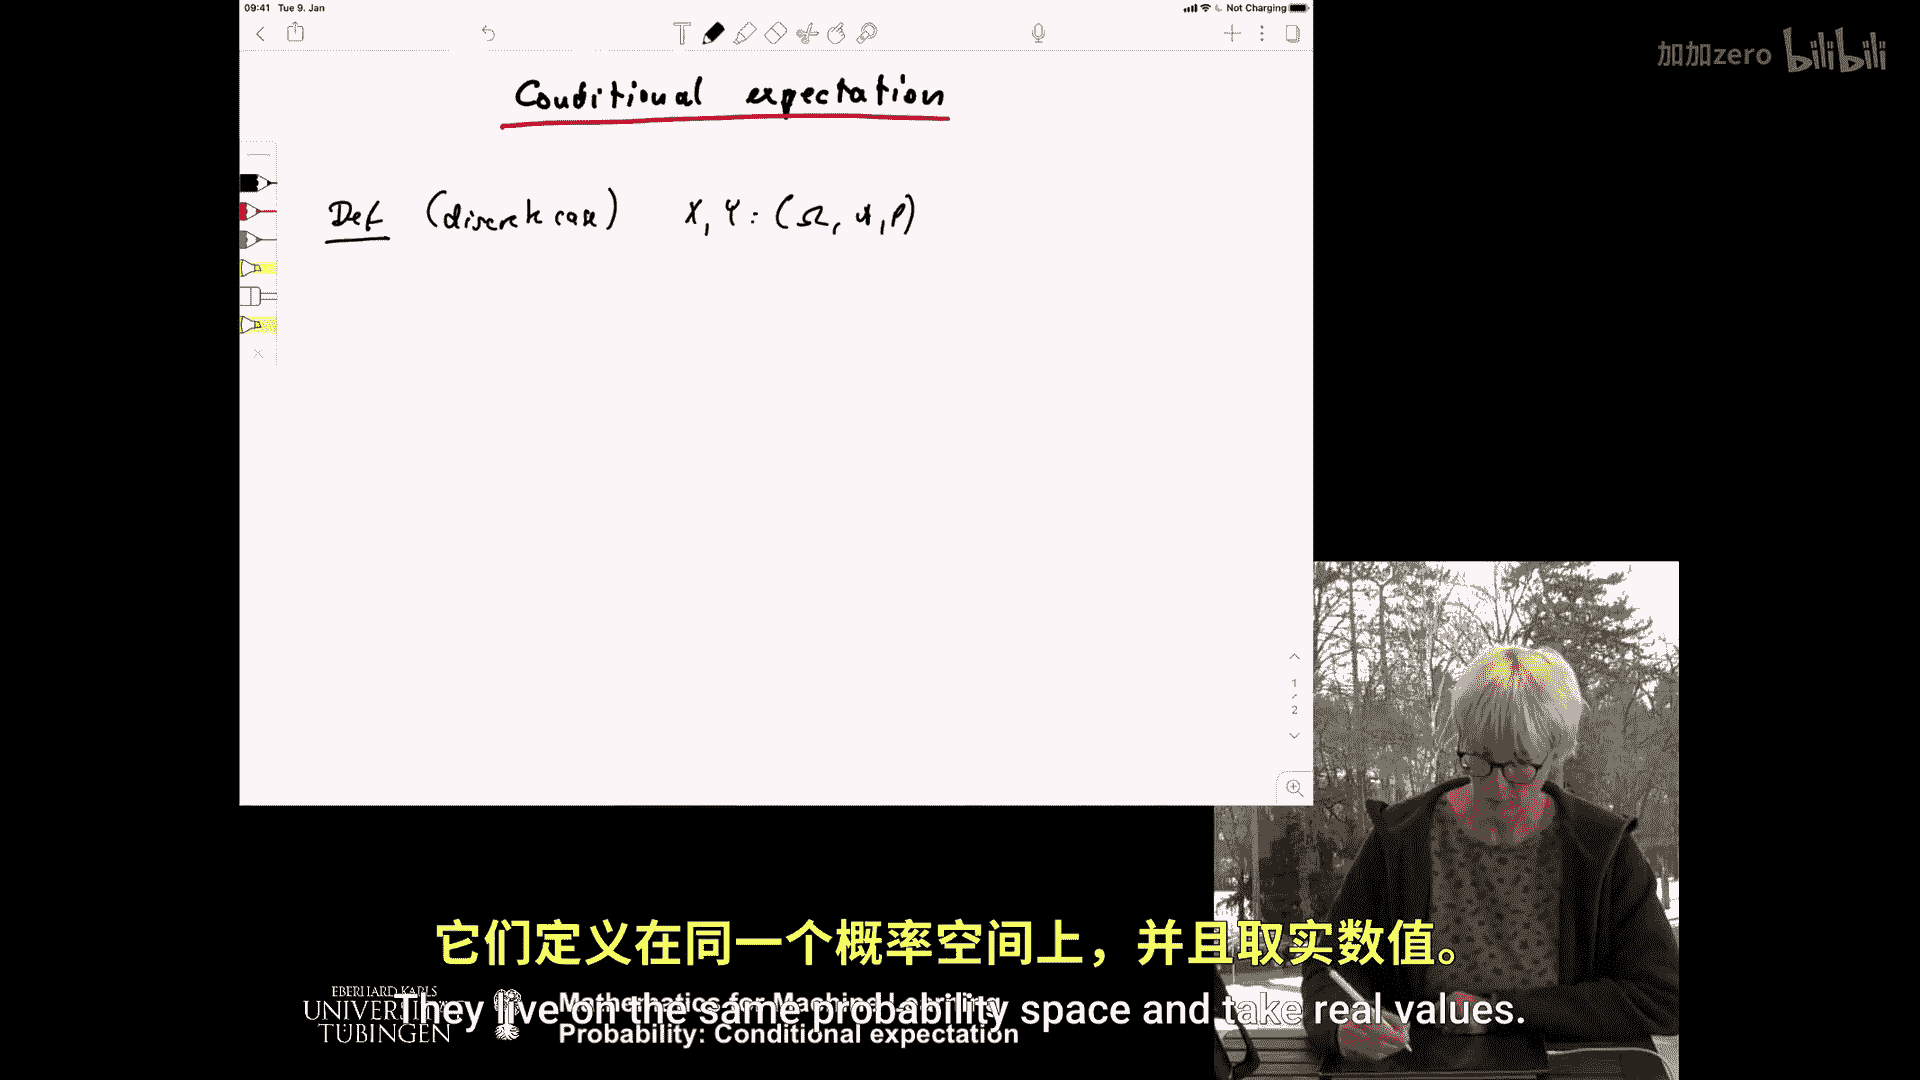 09:41 Tue 9. Jan
Not Charging
加加zero bilibili
T
Conditional expectation
Def (discrete case) X, Y : (Ω, A, P)
1
2
它们定义在同一个概率空间上，并且取实数值。
They live on the same probability space and take real values.
EBERHARD KARLS
UNIVERSITÄT
TÜBINGEN
Mathematics for Machine Learning
Probability: Conditional expectation